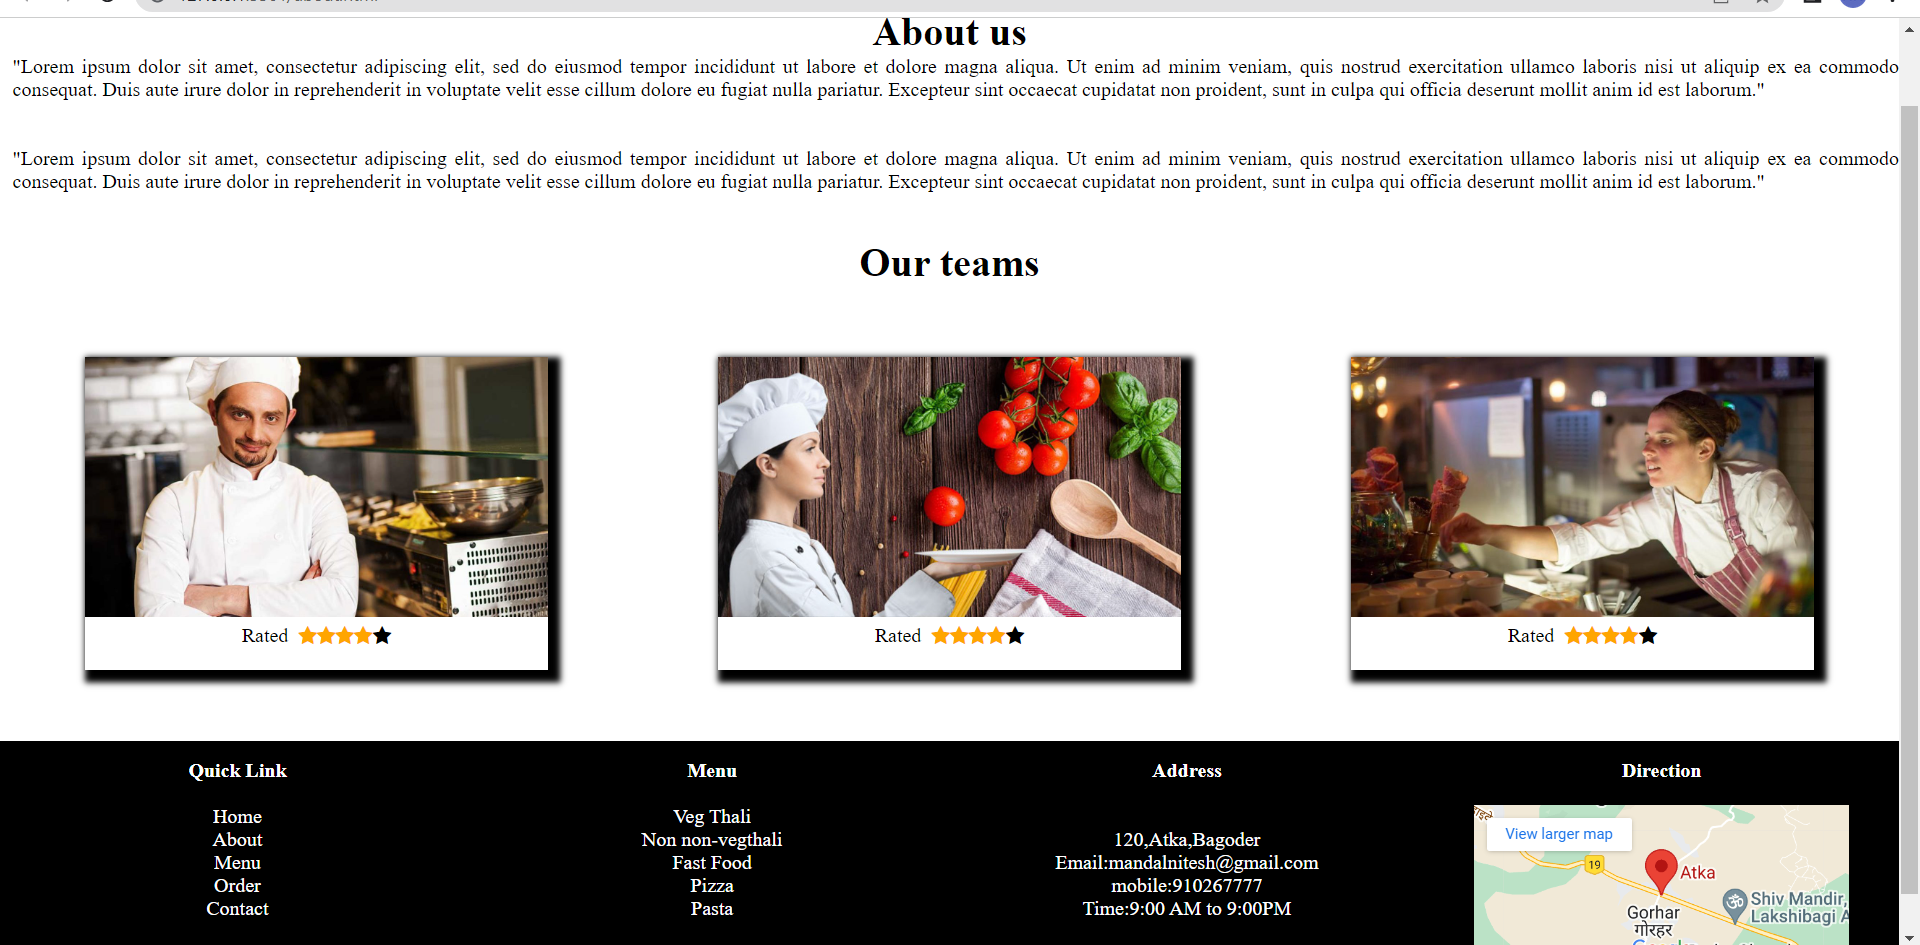 About us
"Lorem ipsum dolor sit amet, consectetur adipiscing elit, sed do eiusmod tempor incididunt ut labore et dolore magna aliqua. Ut enim ad minim veniam, quis nostrud exercitation ullamco laboris nisi ut aliquip ex ea commodo
consequat. Duis aute irure dolor in reprehenderit in voluptate velit esse cillum dolore eu fugiat nulla pariatur. Excepteur sint occaecat cupidatat non proident, sunt in culpa qui officia deserunt mollit anim id est laborum."
"Lorem ipsum dolor sit amet, consectetur adipiscing elit, sed do eiusmod tempor incididunt ut labore et dolore magna aliqua. Ut enim ad minim veniam, quis nostrud exercitation ullamco laboris nisi ut aliquip ex ea commodo
consequat. Duis aute irure dolor in reprehenderit in voluptate velit esse cillum dolore eu fugiat nulla pariatur. Excepteur sint occaecat cupidatat non proident, sunt in culpa qui officia deserunt mollit anim id est laborum."
Our teams
Rated
Rated
Rated
Quick Link
Home
About
Menu
Order
Contact
Menu
Veg Thali
Non non-vegthali
Fast Food
Pizza
Pasta
Address
120,Atka,Bagoder
Email:mandalnitesh@gmail.com
mobile:910267777
Time:9:00 AM to 9:00PM
Direction
View larger map
19
Atka
Shiv Mandir,
Lakshibagi A
Gorhar
गोरहर